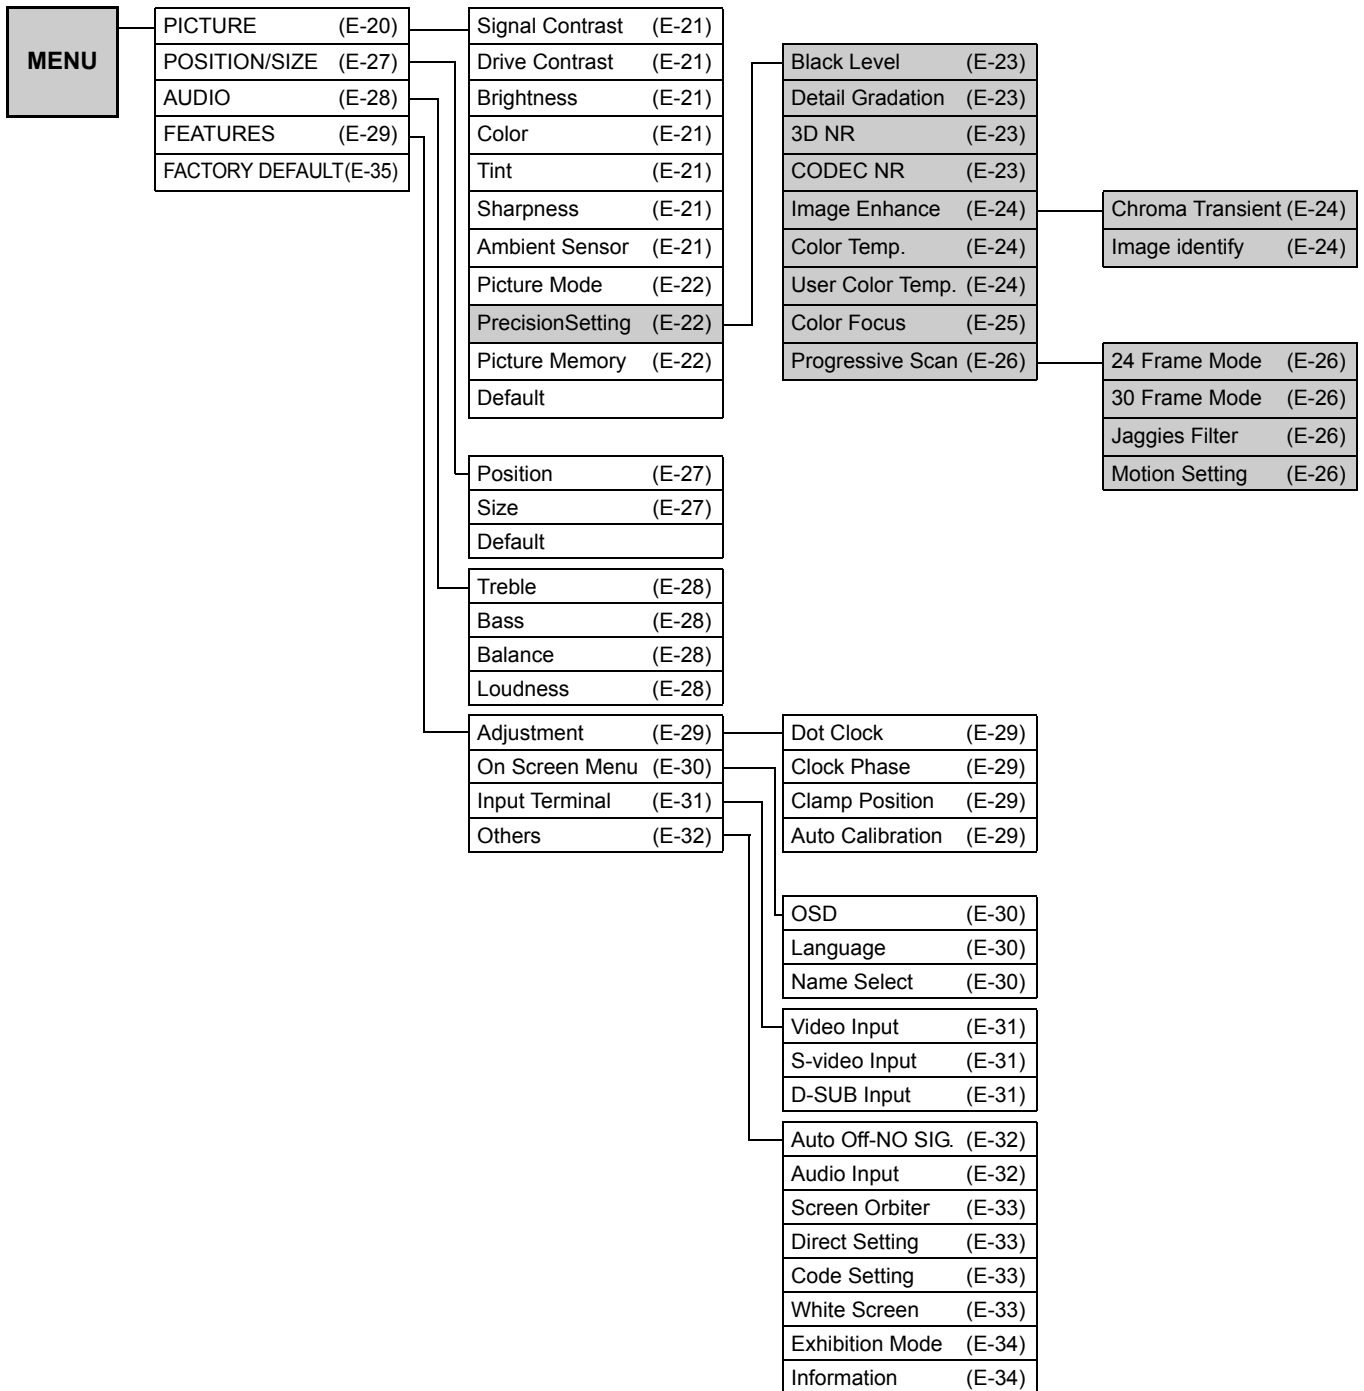 MENU
PICTURE (E-20)
POSITION/SIZE (E-27)
AUDIO (E-28)
FEATURES (E-29)
FACTORY DEFAULT(E-35)
Signal Contrast (E-21)
Drive Contrast (E-21)
Brightness (E-21)
Color (E-21)
Tint (E-21)
Sharpness (E-21)
Ambient Sensor (E-21)
Picture Mode (E-22)
PrecisionSetting (E-22)
Picture Memory (E-22)
Default
Black Level (E-23)
Detail Gradation (E-23)
3D NR (E-23)
CODEC NR (E-23)
Image Enhance (E-24)
Color Temp. (E-24)
User Color Temp. (E-24)
Color Focus (E-25)
Progressive Scan (E-26)
Chroma Transient (E-24)
Image identify (E-24)
24 Frame Mode (E-26)
30 Frame Mode (E-26)
Jaggies Filter (E-26)
Motion Setting (E-26)
Position (E-27)
Size (E-27)
Default
Treble (E-28)
Bass (E-28)
Balance (E-28)
Loudness (E-28)
Adjustment (E-29)
On Screen Menu (E-30)
Input Terminal (E-31)
Others (E-32)
Dot Clock (E-29)
Clock Phase (E-29)
Clamp Position (E-29)
Auto Calibration (E-29)
OSD (E-30)
Language (E-30)
Name Select (E-30)
Video Input (E-31)
S-video Input (E-31)
D-SUB Input (E-31)
Auto Off-NO SIG. (E-32)
Audio Input (E-32)
Screen Orbiter (E-33)
Direct Setting (E-33)
Code Setting (E-33)
White Screen (E-33)
Exhibition Mode (E-34)
Information (E-34)